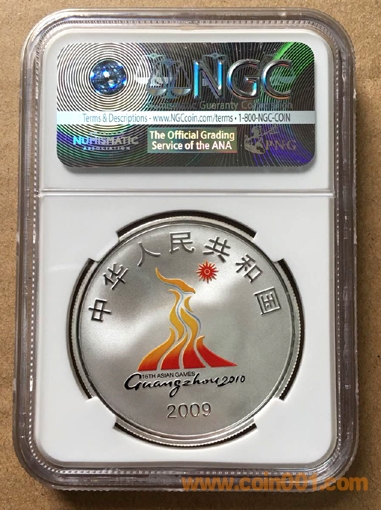 NGC
Guaranty Corporation
Terms & Descriptions - www.NGCcoin.com/terms • 1-800-NGC-COIN
NUMISMATIC
ASSOCIATION
The Official Grading
Service of the ANA
PNG
中华人民共和国
16TH ASIAN GAMES
Guangzhou 2010
2009
www.coin001.com